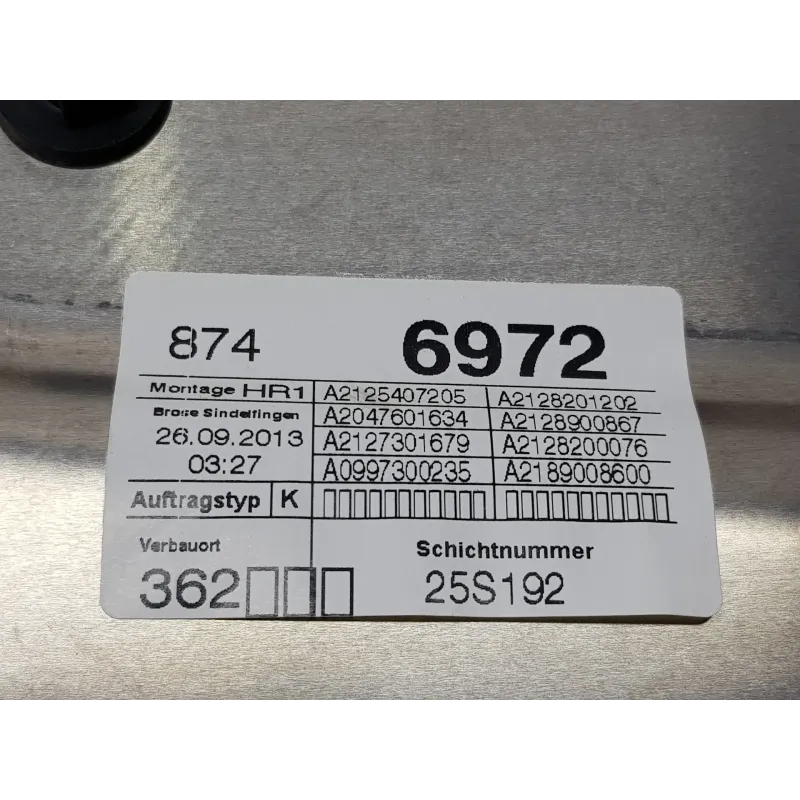 874 6972
Montage HR1 A2125407205 A2128201202
Brose Sindelfingen A2047601634 A2128900867
26.09.2013 A2127301679 A2128200076
03:27 A0997300235 A2189008600
Auftragstyp K ▯▯▯▯▯▯▯▯▯▯▯ ▯▯▯▯▯▯▯▯▯▯▯
Verbauort Schichtnummer
362▯▯▯ 25S192